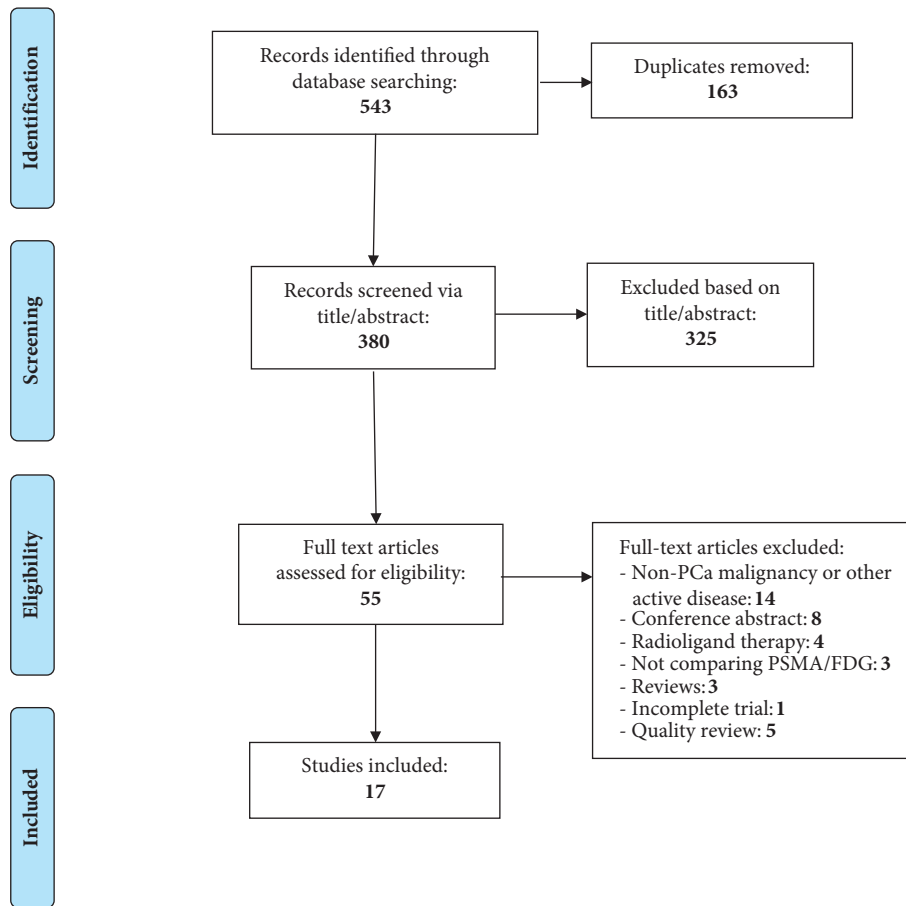 Identification
Records identified through
database searching:
543
Duplicates removed:
163
Screening
Records screened via
title/abstract:
380
Excluded based on
title/abstract:
325
Eligibility
Full text articles
assessed for eligibility:
55
Full-text articles excluded:
- Non-PCa malignancy or other
active disease: 14
- Conference abstract: 8
- Radioligand therapy: 4
- Not comparing PSMA/FDG: 3
- Reviews: 3
- Incomplete trial: 1
- Quality review: 5
Included
Studies included:
17